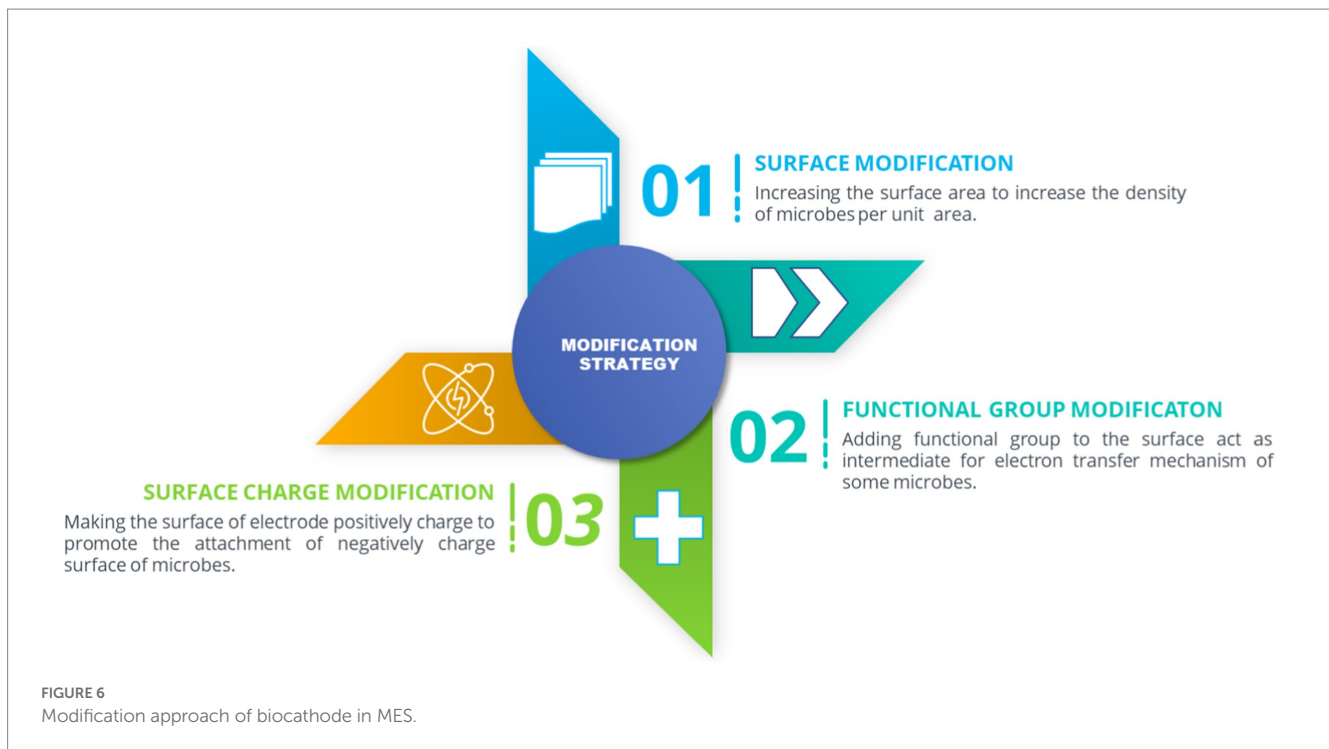 01
SURFACE MODIFICATION
Increasing the surface area to increase the density
of microbes per unit area.
MODIFICATION
STRATEGY
02
FUNCTIONAL GROUP MODIFICATON
Adding functional group to the surface act as
intermediate for electron transfer mechanism of
some microbes.
SURFACE CHARGE MODIFICATION
Making the surface of electrode positively charge to
promote the attachment of negatively charge
surface of microbes.
03
FIGURE 6
Modification approach of biocathode in MES.